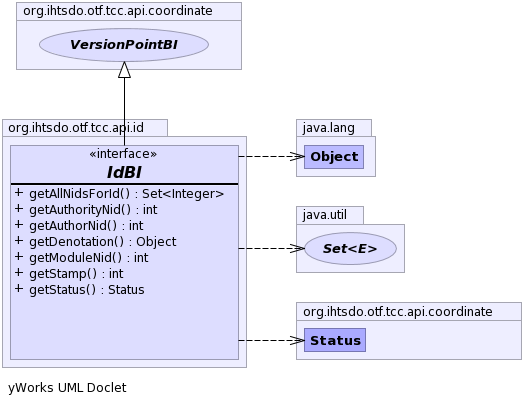 org.ihtsdo.otf.tcc.api.coordinate
VersionPointBI
org.ihtsdo.otf.tcc.api.id
«interface»
IdBI
+ getAllNidsForId() : Set<Integer>
+ getAuthorityNid() : int
+ getAuthorNid() : int
+ getDenotation() : Object
+ getModuleNid() : int
+ getStamp() : int
+ getStatus() : Status
java.lang
Object
java.util
Set<E>
org.ihtsdo.otf.tcc.api.coordinate
Status
yWorks UML Doclet